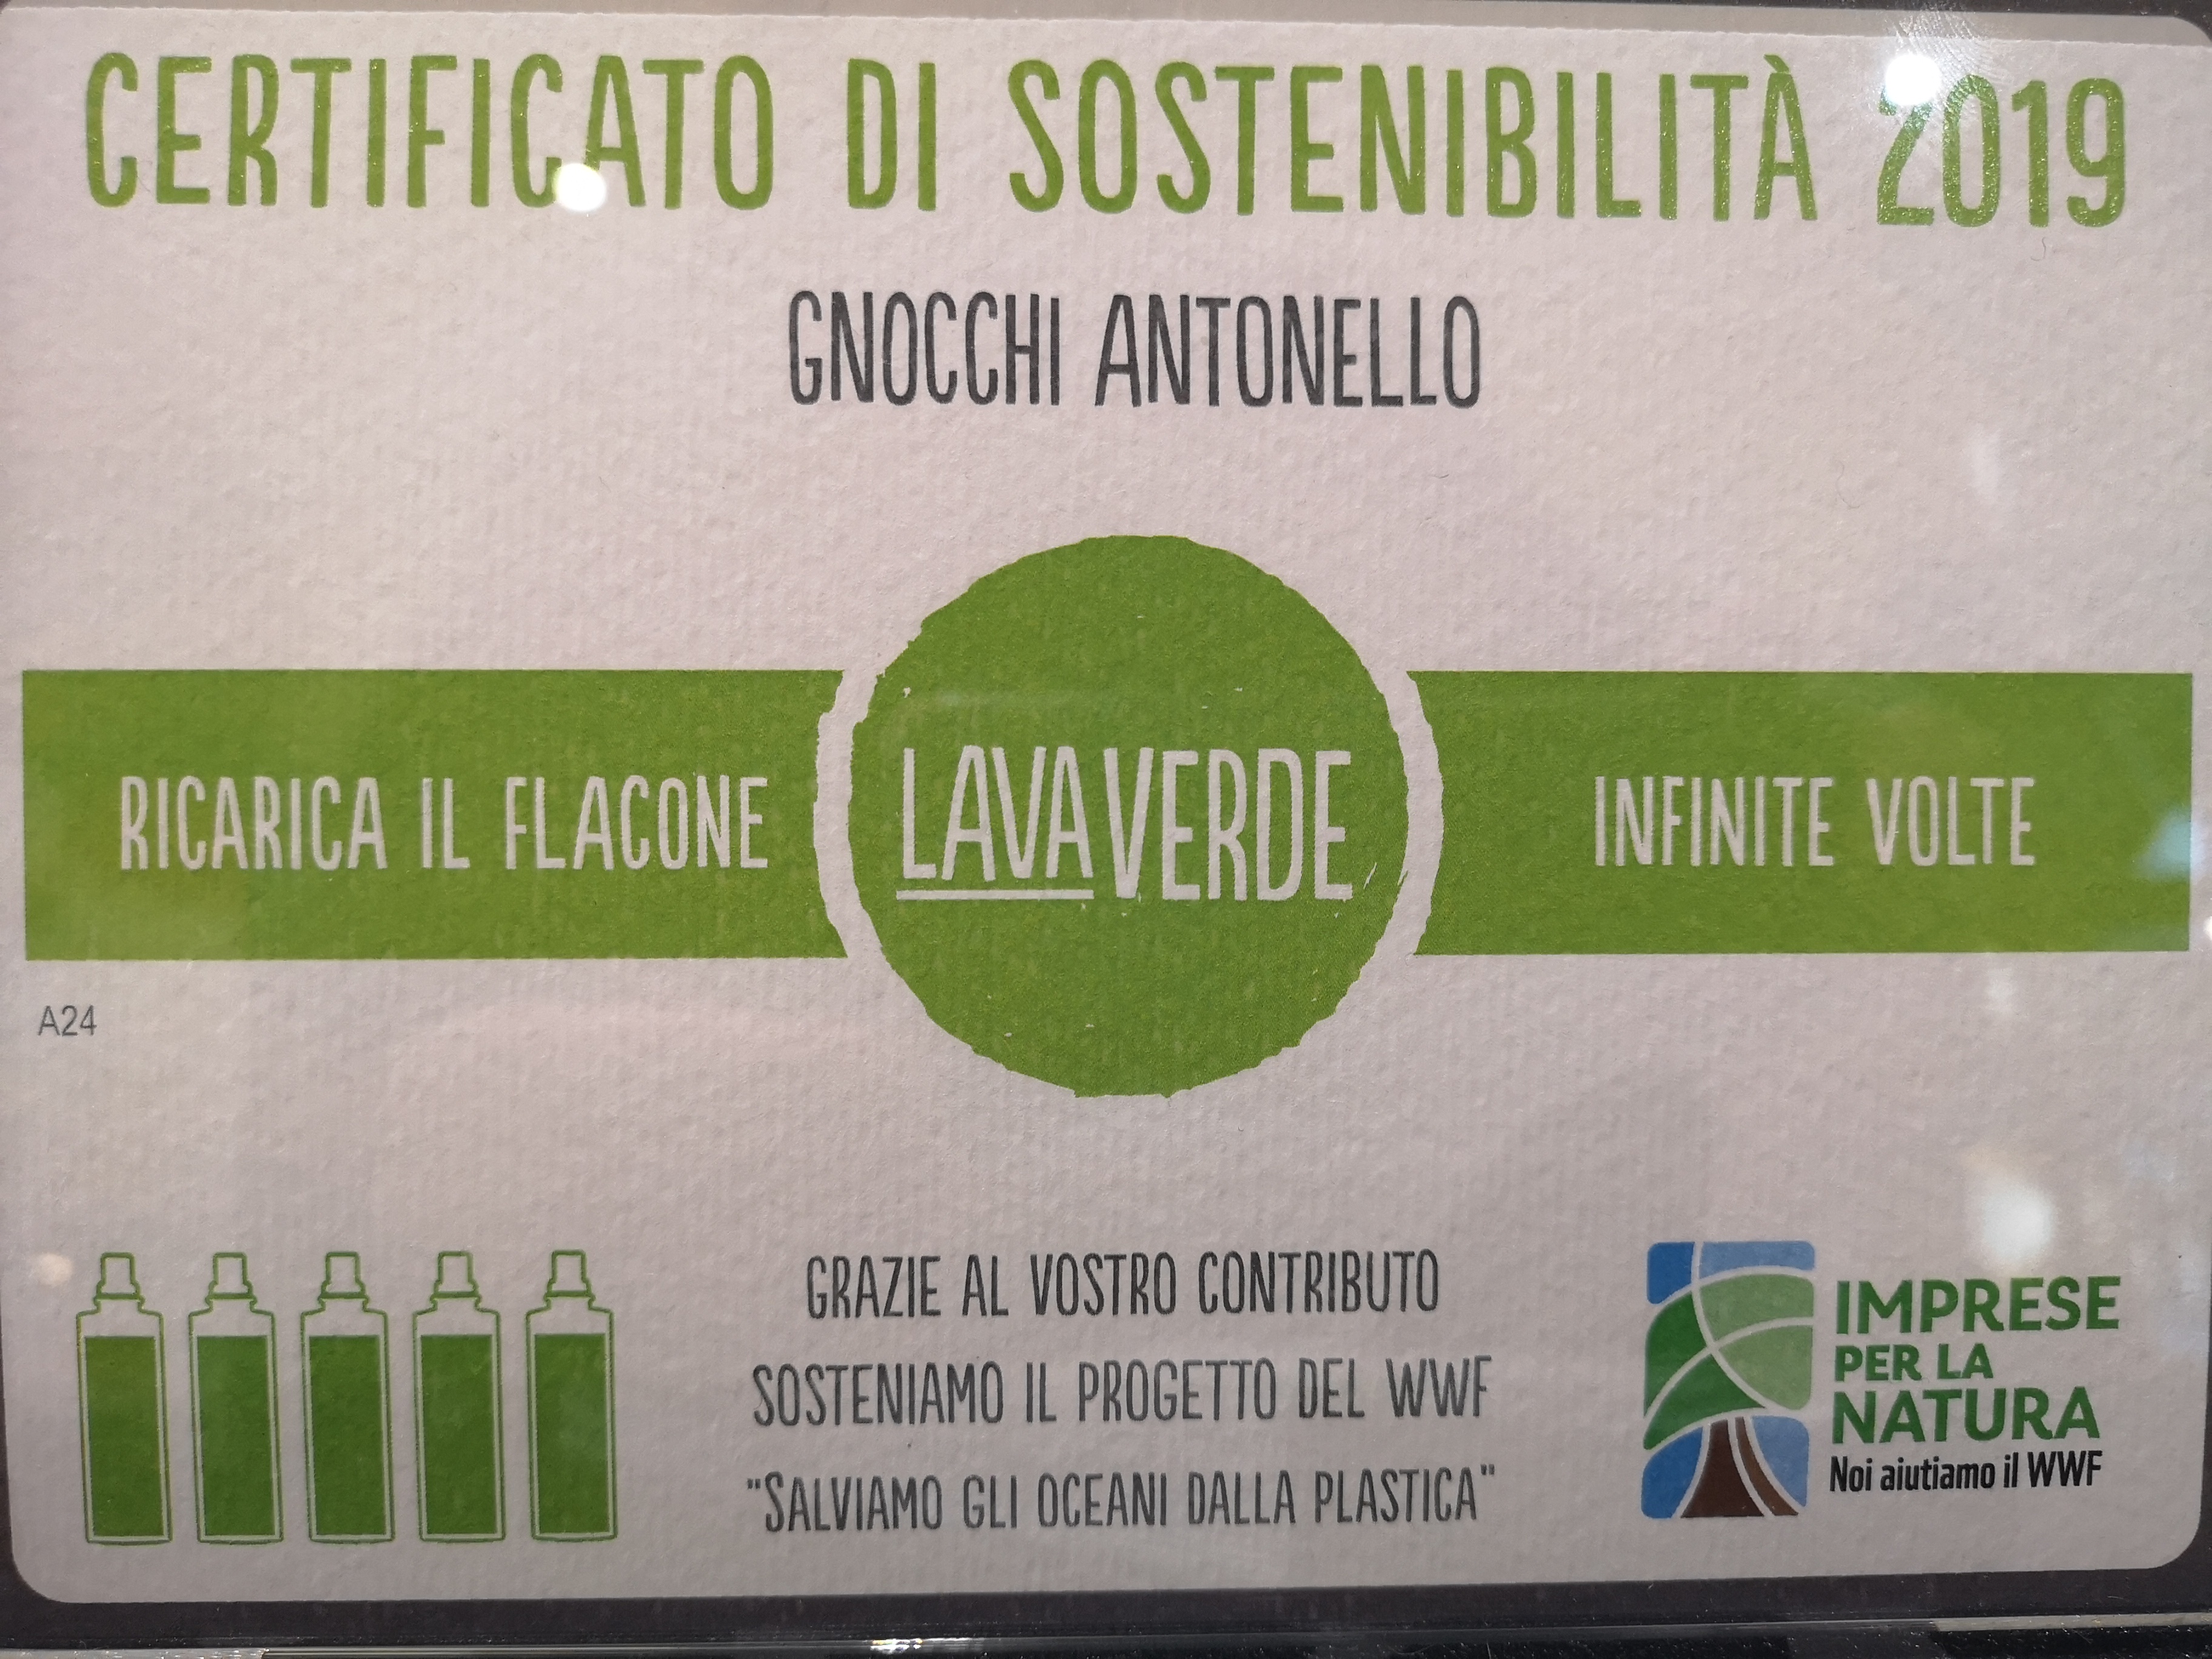 CERTIFICATO DI SOSTENIBILITÀ 2019
GNOCCHI ANTONELLO
RICARICA IL FLACONE
LAVAVERDE
INFINITE VOLTE
A24
GRAZIE AL VOSTRO CONTRIBUTO
SOSTENIAMO IL PROGETTO DEL WWF
"SALVIAMO GLI OCEANI DALLA PLASTICA"
IMPRESE
PER LA
NATURA
Noi aiutiamo il WWF